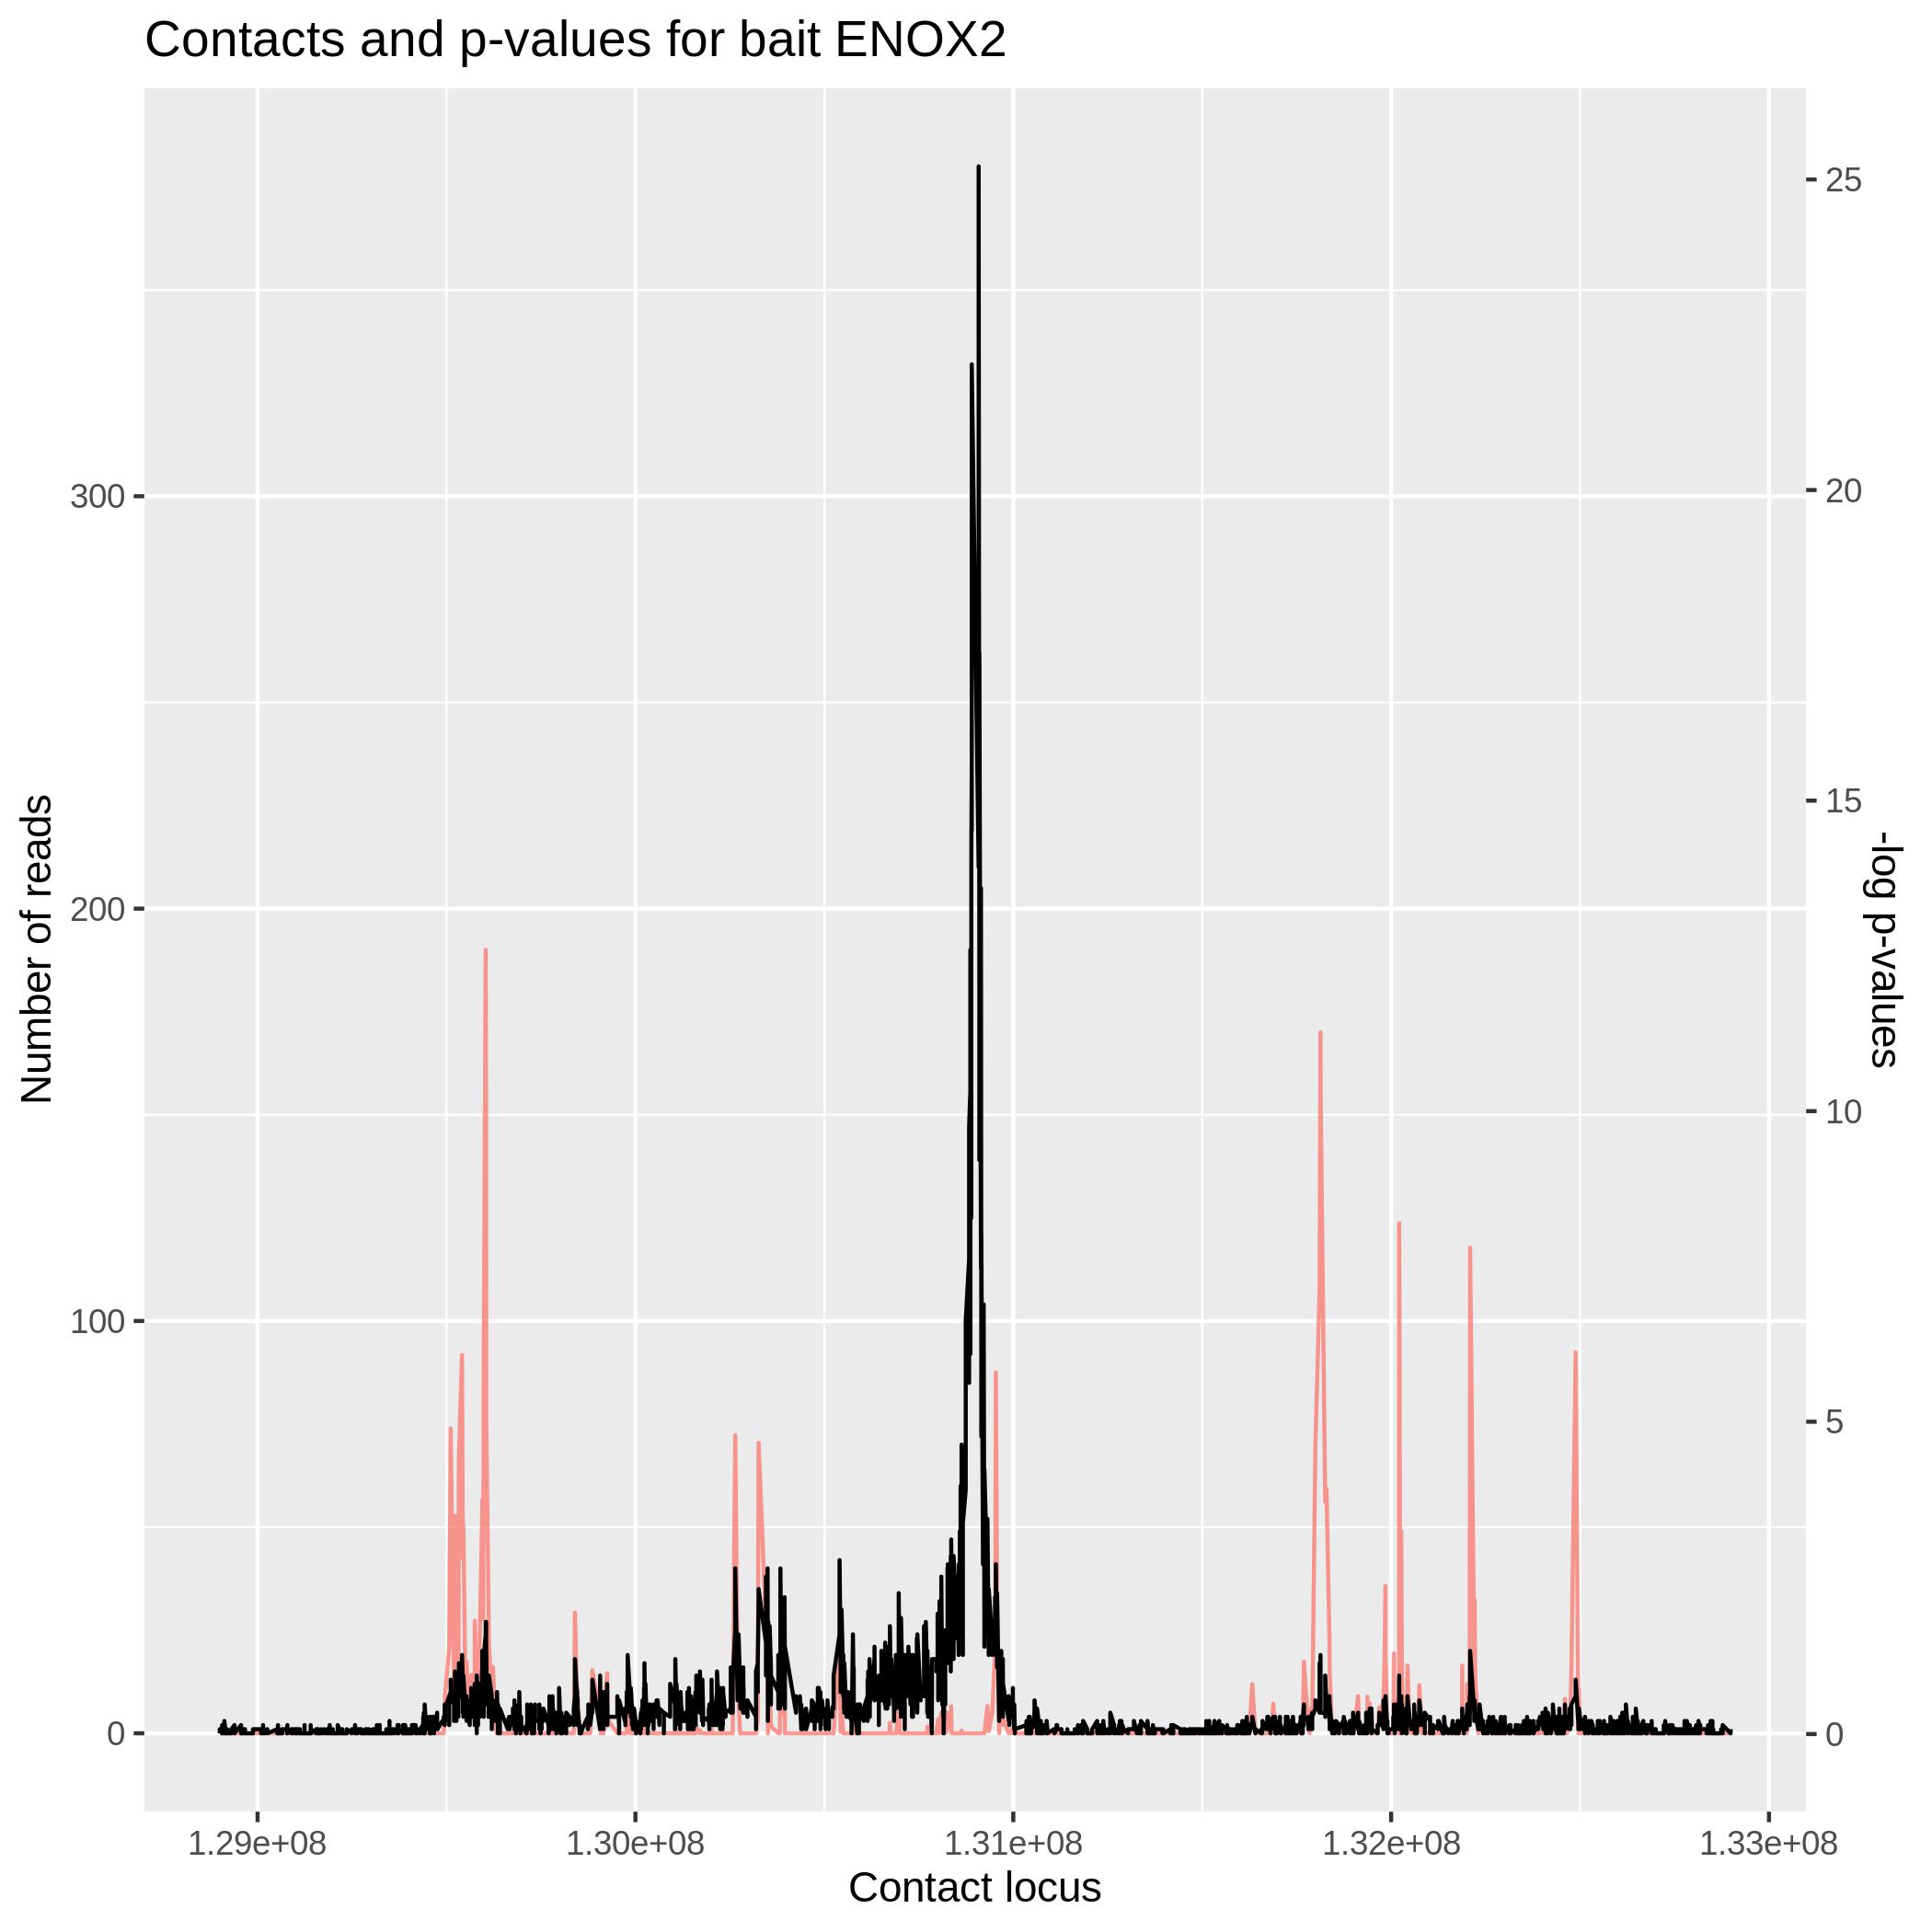 Contacts and p-values for bait ENOX2
Number of reads
300
200
100
0
25
20
15
10
5
0
-log p-values
1.29e+08
1.30e+08
1.31e+08
1.32e+08
1.33e+08
Contact locus